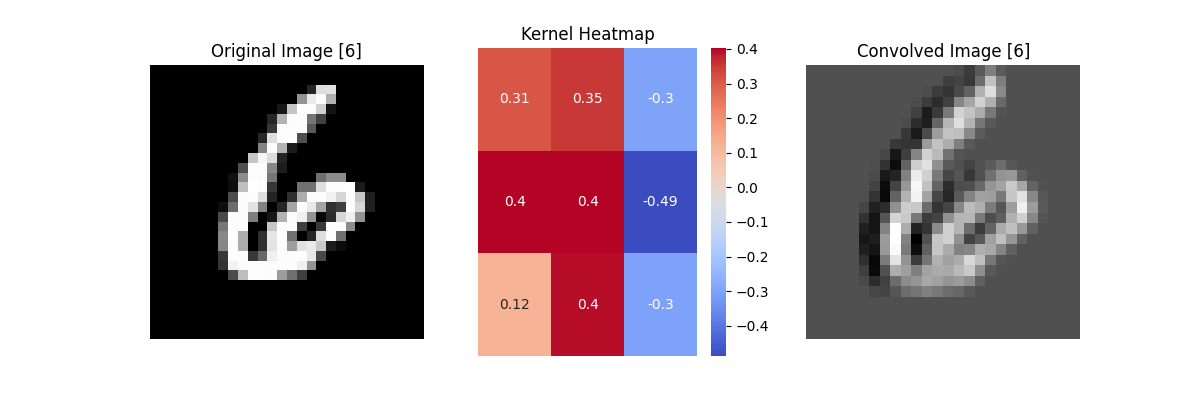 Original Image [6]
Kernel Heatmap
Convolved Image [6]
0.31 0.35 -0.3
0.4 0.4 -0.49
0.12 0.4 -0.3
0.4
0.3
0.2
0.1
0.0
−0.1
−0.2
−0.3
−0.4
6
6